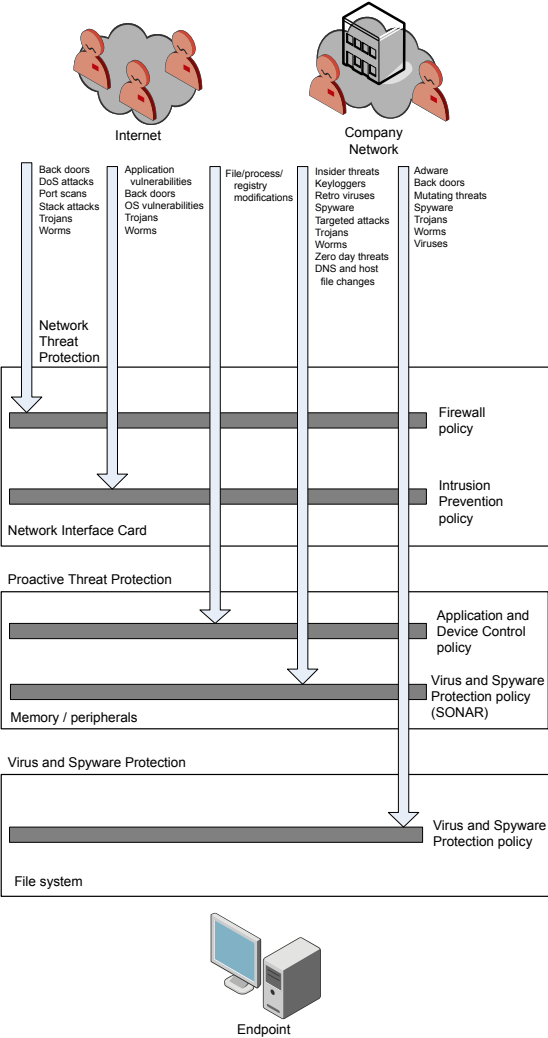 Internet
Company
Network
Back doors
DoS attacks
Port scans
Stack attacks
Trojans
Worms
Application
vulnerabilities
Back doors
OS vulnerabilities
Trojans
Worms
File/process/
registry
modifications
Insider threats
Keyloggers
Retro viruses
Spyware
Targeted attacks
Trojans
Worms
Zero day threats
DNS and host
file changes
Adware
Back doors
Mutating threats
Spyware
Trojans
Worms
Viruses
Network
Threat
Protection
Firewall
policy
Intrusion
Prevention
policy
Network Interface Card
Proactive Threat Protection
Application and
Device Control
policy
Virus and Spyware
Protection policy
(SONAR)
Memory / peripherals
Virus and Spyware Protection
Virus and Spyware
Protection policy
File system
Endpoint